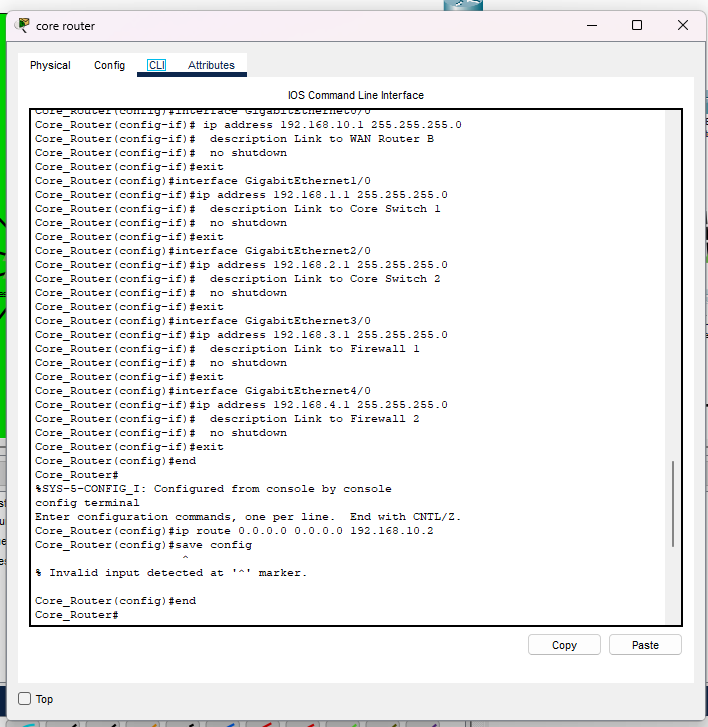 core router
Physical Config CLI Attributes
IOS Command Line Interface
Core_Router(config)#interface GigabitEthernet0/0
Core_Router(config-if)# ip address 192.168.10.1 255.255.255.0
Core_Router(config-if)#  description Link to WAN Router B
Core_Router(config-if)#  no shutdown
Core_Router(config-if)#exit
Core_Router(config)#interface GigabitEthernet1/0
Core_Router(config-if)#ip address 192.168.1.1 255.255.255.0
Core_Router(config-if)#  description Link to Core Switch 1
Core_Router(config-if)#  no shutdown
Core_Router(config-if)#exit
Core_Router(config)#interface GigabitEthernet2/0
Core_Router(config-if)#ip address 192.168.2.1 255.255.255.0
Core_Router(config-if)#  description Link to Core Switch 2
Core_Router(config-if)#  no shutdown
Core_Router(config-if)#exit
Core_Router(config)#interface GigabitEthernet3/0
Core_Router(config-if)#ip address 192.168.3.1 255.255.255.0
Core_Router(config-if)#  description Link to Firewall 1
Core_Router(config-if)#  no shutdown
Core_Router(config-if)#exit
Core_Router(config)#interface GigabitEthernet4/0
Core_Router(config-if)#ip address 192.168.4.1 255.255.255.0
Core_Router(config-if)#  description Link to Firewall 2
Core_Router(config-if)#  no shutdown
Core_Router(config-if)#exit
Core_Router(config)#end
Core_Router#
%SYS-5-CONFIG_I: Configured from console by console
config terminal
Enter configuration commands, one per line.  End with CNTL/Z.
Core_Router(config)#ip route 0.0.0.0 0.0.0.0 192.168.10.2
Core_Router(config)#save config
^
% Invalid input detected at '^' marker.
Core_Router(config)#end
Core_Router#
Copy Paste
Top